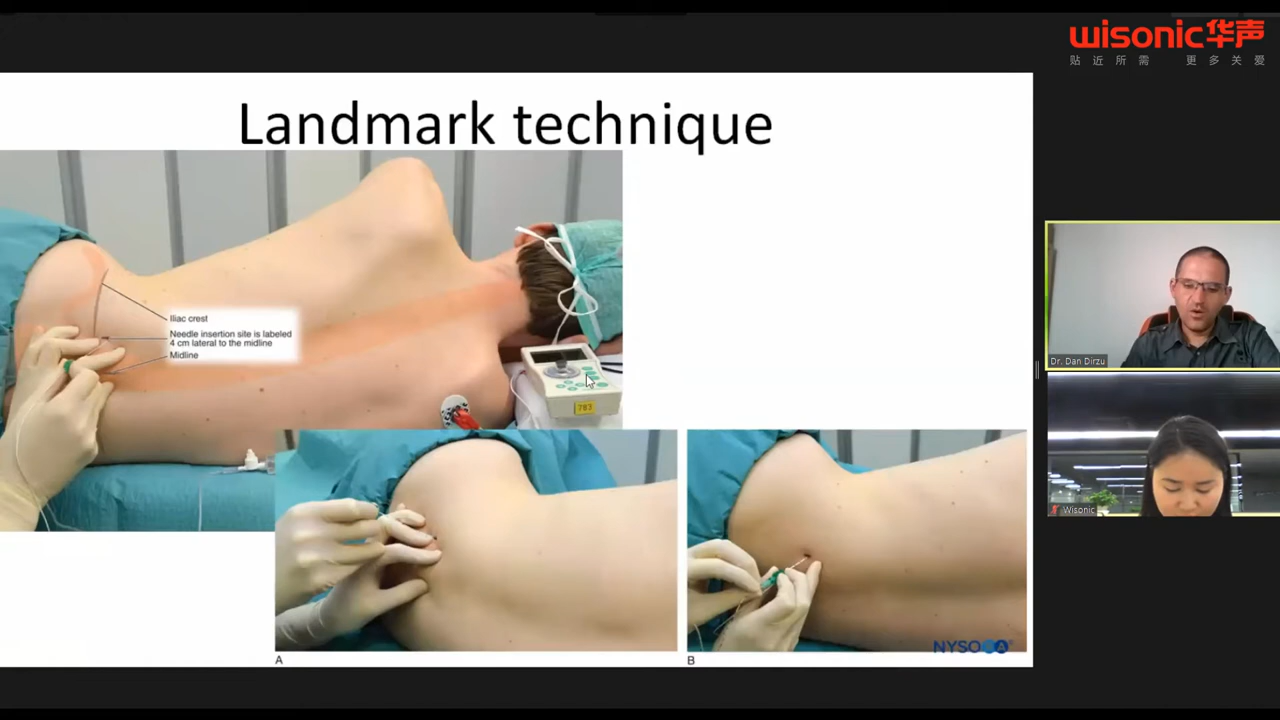 wisonic华声
贴近所需 更多关爱
Landmark technique
Iliac crest
Needle insertion site is labeled
4 cm lateral to the midline
Midline
783
Dr. Dan Dirzu
Wisonic
NYSORA
A
B